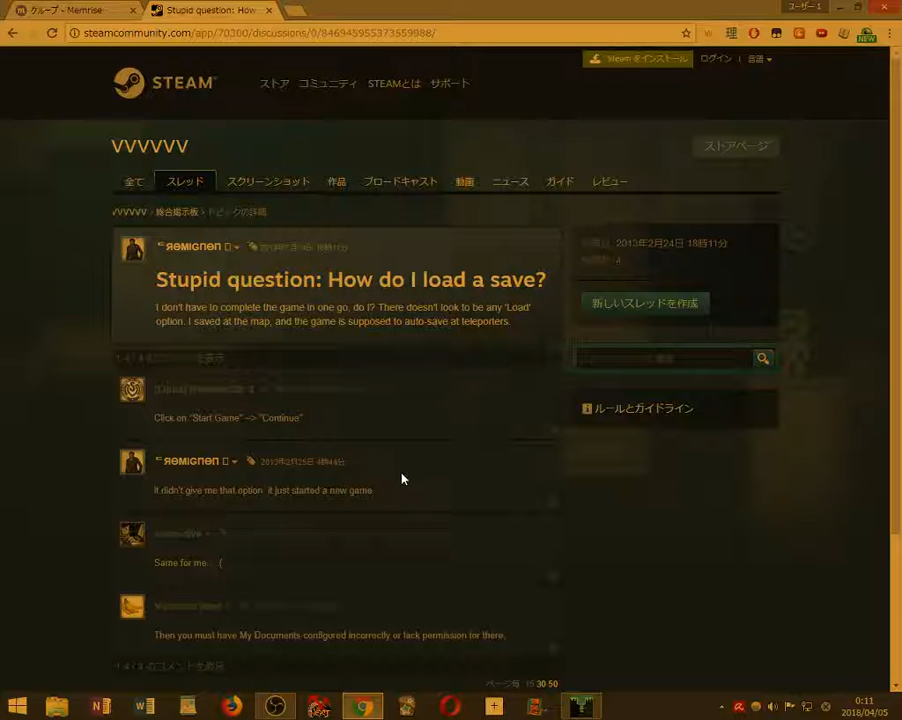 グループ - Memrise
Stupid question: How
ユーザー 1
steamcommunity.com/app/70300/discussions/0/846945955373559988/
NEW
Steam をインストール ログイン | 言語
STEAM
ストア コミュニティ STEAMとは サポート
VVVVVV
ストアページ
全て スレッド スクリーンショット 作品 ブロードキャスト 動画 ニュース ガイド レビュー
VVVVVV > 総合掲示板 > トピックの詳細
Stupid question: How do I load a save?
I don't have to complete the game in one go, do I? There doesn't look to be any 'Load'
option. I saved at the map, and the game is supposed to auto-save at teleporters.
2013年2月24日 18時11分
4
新しいスレッドを作成
ルールとガイドライン
Click on "Start Game" --> "Continue"
2013年2月25日
It didn't give me that option it just started a new game.
Same for me.
Then you must have My Documents configured incorrectly or lack permission for there.
ページ毎 15 30 50
0:11
2018/04/05